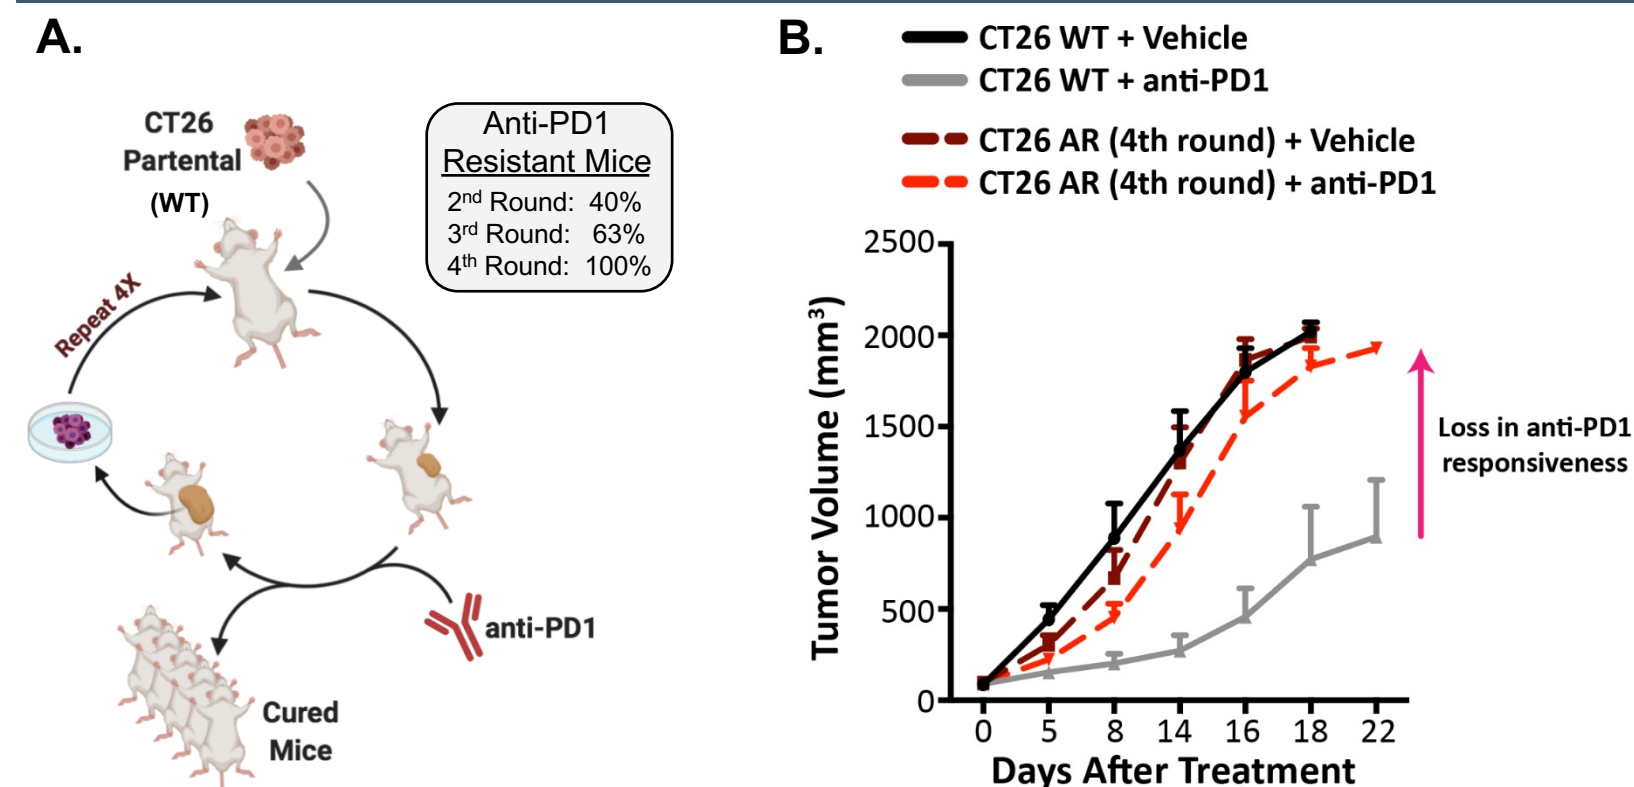 A.
CT26
Partental
(WT)
Anti-PD1
Resistant Mice
2nd Round: 40%
3rd Round: 63%
4th Round: 100%
Repeat 4X
anti-PD1
Cured
Mice
B.
CT26 WT + Vehicle
CT26 WT + anti-PD1
CT26 AR (4th round) + Vehicle
CT26 AR (4th round) + anti-PD1
Tumor Volume (mm³)
2500
2000
1500
1000
500
0
0 5 8 14 16 18 22
Days After Treatment
Loss in anti-PD1
responsiveness